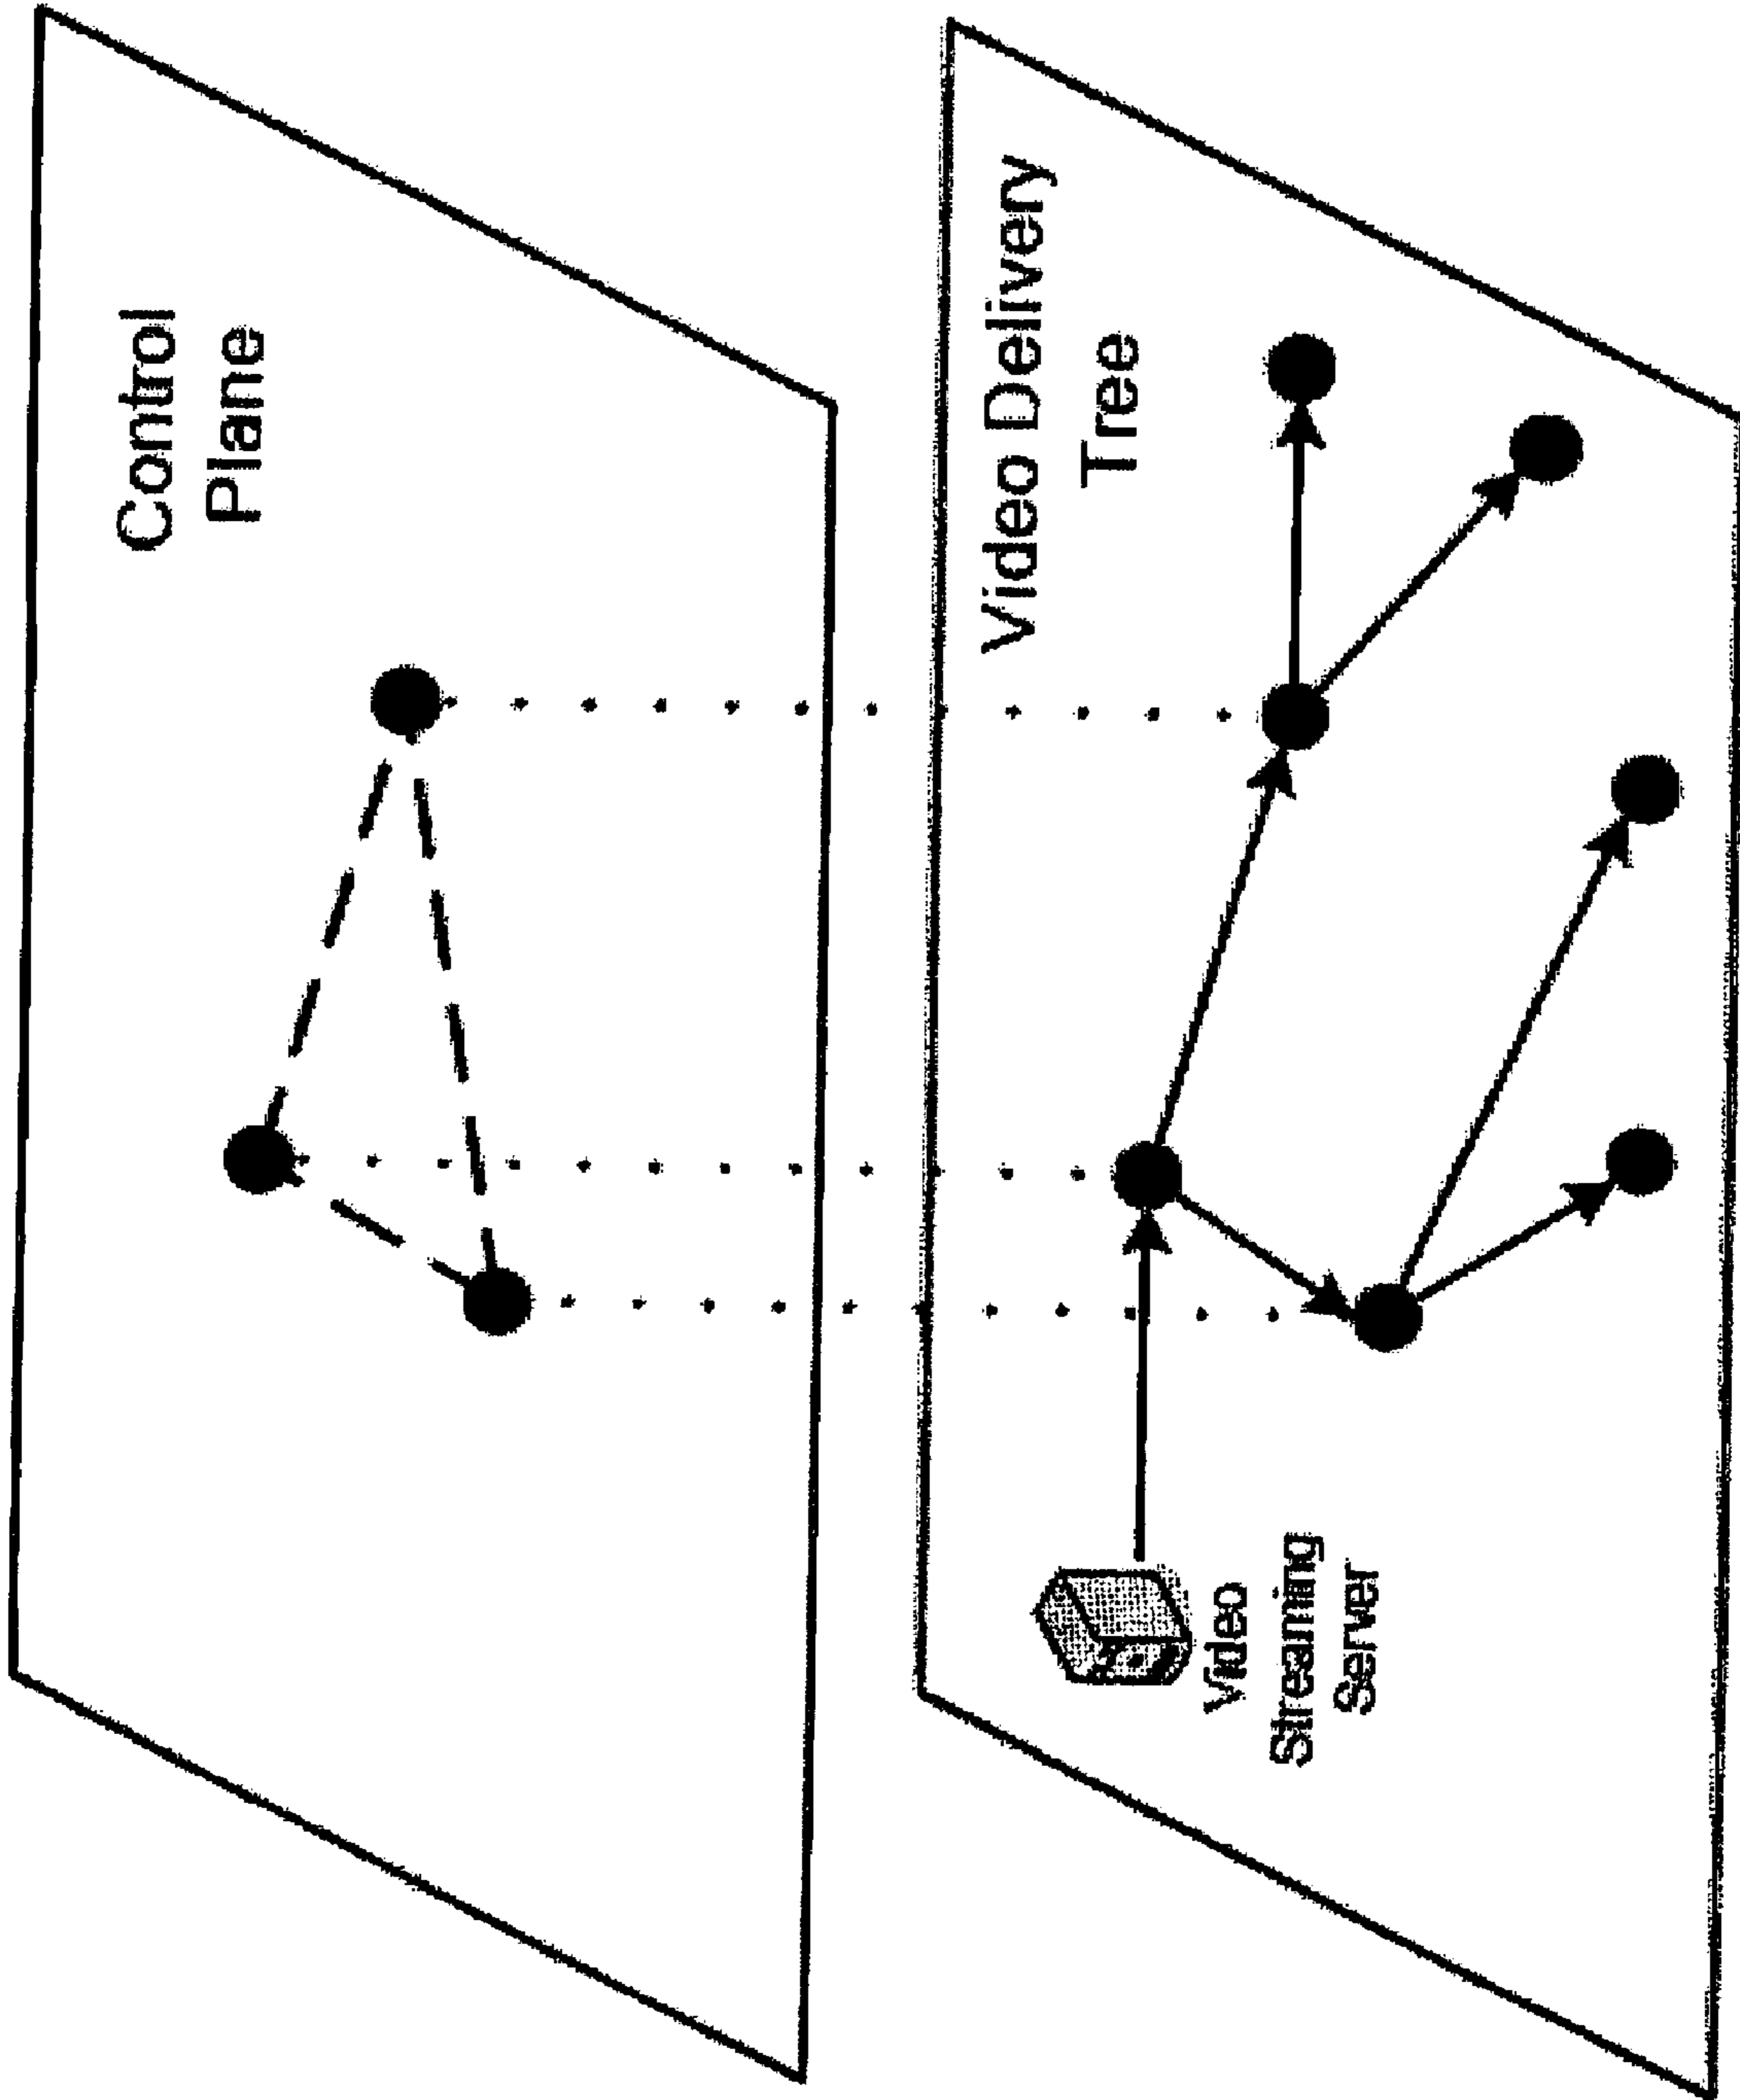 Control
Plane
Video Delivery
Tree
Video
Streaming
Server